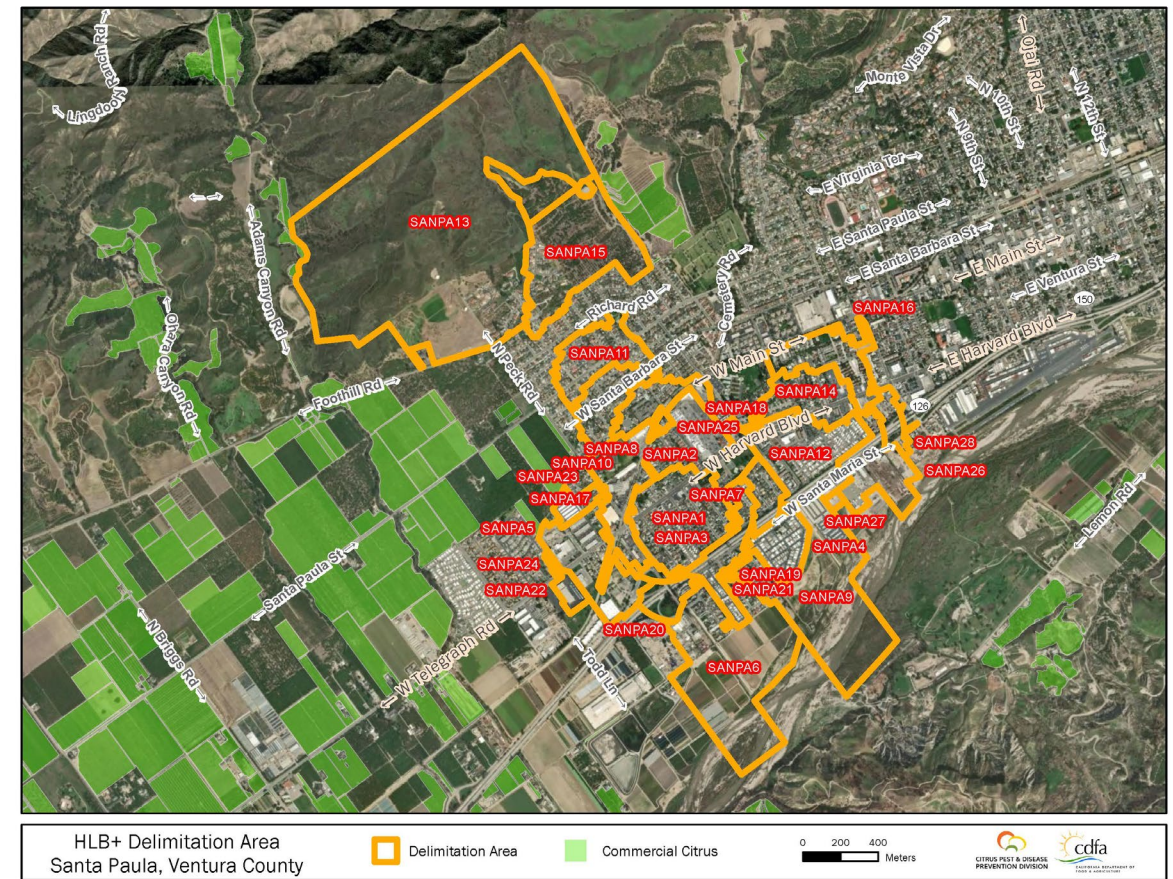 Lingdoory Ranch Rd
Monte Vista Dr
Ojai Rd
N 10th St
N 12th St
N 9th St
E Virginia Ter
SANPA13
Adams Canyon Rd
E Santa Paula St
SANPA15
E Santa Barbara St
E Main St
Cemetery Rd
E Ventura St
Richard Rd
150
Ohara Canyon Rd
SANPA16
E Harvard Blvd
N Peck Rd
W Main St
SANPA11
W Santa Barbara St
Foothill Rd
SANPA14
SANPA18
126
SANPA25
W Harvard Blvd
SANPA28
SANPA8
SANPA2
SANPA12
SANPA10
SANPA26
SANPA23
W Santa Maria St
SANPA17
SANPA7
Lemon Rd
SANPA1
SANPA27
SANPA5
SANPA3
SANPA4
SANPA24
Santa Paula St
SANPA19
SANPA22
SANPA21
SANPA9
SANPA20
N Briggs Rd
W Telegraph Rd
Todd Ln
SANPA6
HLB+ Delimitation Area
Santa Paula, Ventura County
Delimitation Area
Commercial Citrus
0 200 400
Meters
CITRUS PEST & DISEASE
PREVENTION DIVISION
cdfa
CALIFORNIA DEPARTMENT OF
FOOD & AGRICULTURE